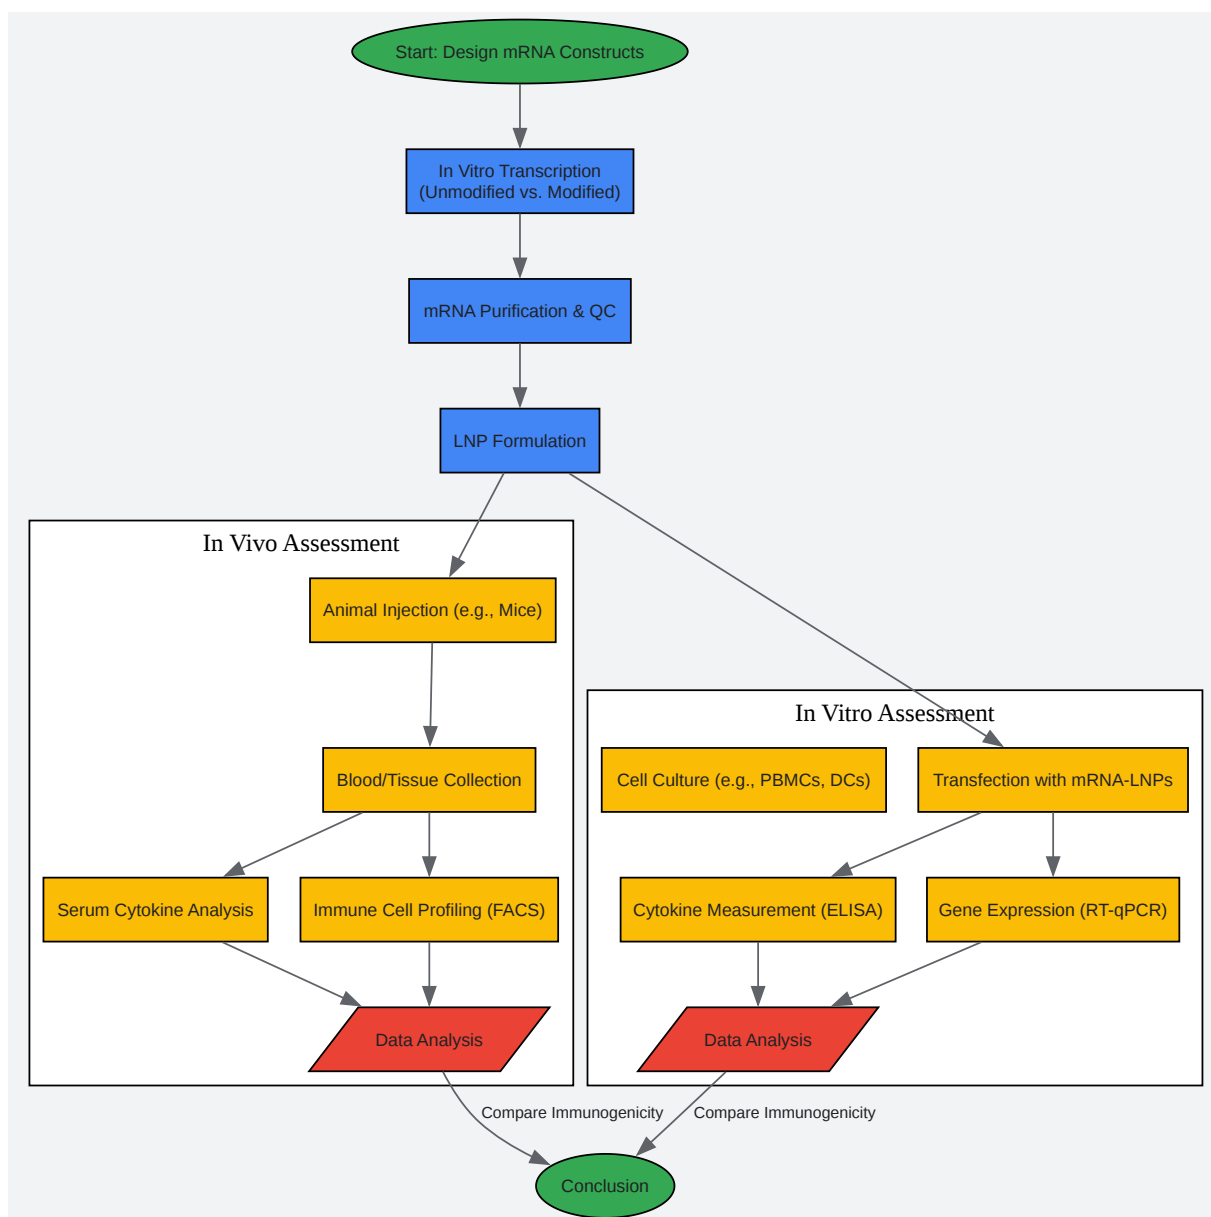 Start: Design mRNA Constructs
In Vitro Transcription
(Unmodified vs. Modified)
mRNA Purification & QC
LNP Formulation
In Vivo Assessment
Animal Injection (e.g., Mice)
Blood/Tissue Collection
Serum Cytokine Analysis
Immune Cell Profiling (FACS)
Data Analysis
In Vitro Assessment
Cell Culture (e.g., PBMCs, DCs)
Transfection with mRNA-LNPs
Cytokine Measurement (ELISA)
Gene Expression (RT-qPCR)
Data Analysis
Compare Immunogenicity
Compare Immunogenicity
Conclusion